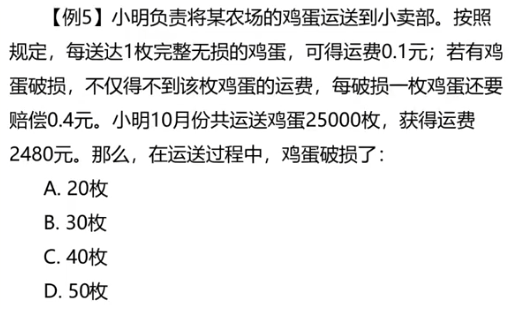 【例5】小明负责将某农场的鸡蛋运送到小卖部。按照
规定，每送达1枚完整无损的鸡蛋，可得运费0.1元；若有鸡
蛋破损，不仅得不到该枚鸡蛋的运费，每破损一枚鸡蛋还要
赔偿0.4元。小明10月份共运送鸡蛋25000枚，获得运费
2480元。那么，在运送过程中，鸡蛋破损了：
A. 20枚
B. 30枚
C. 40枚
D. 50枚